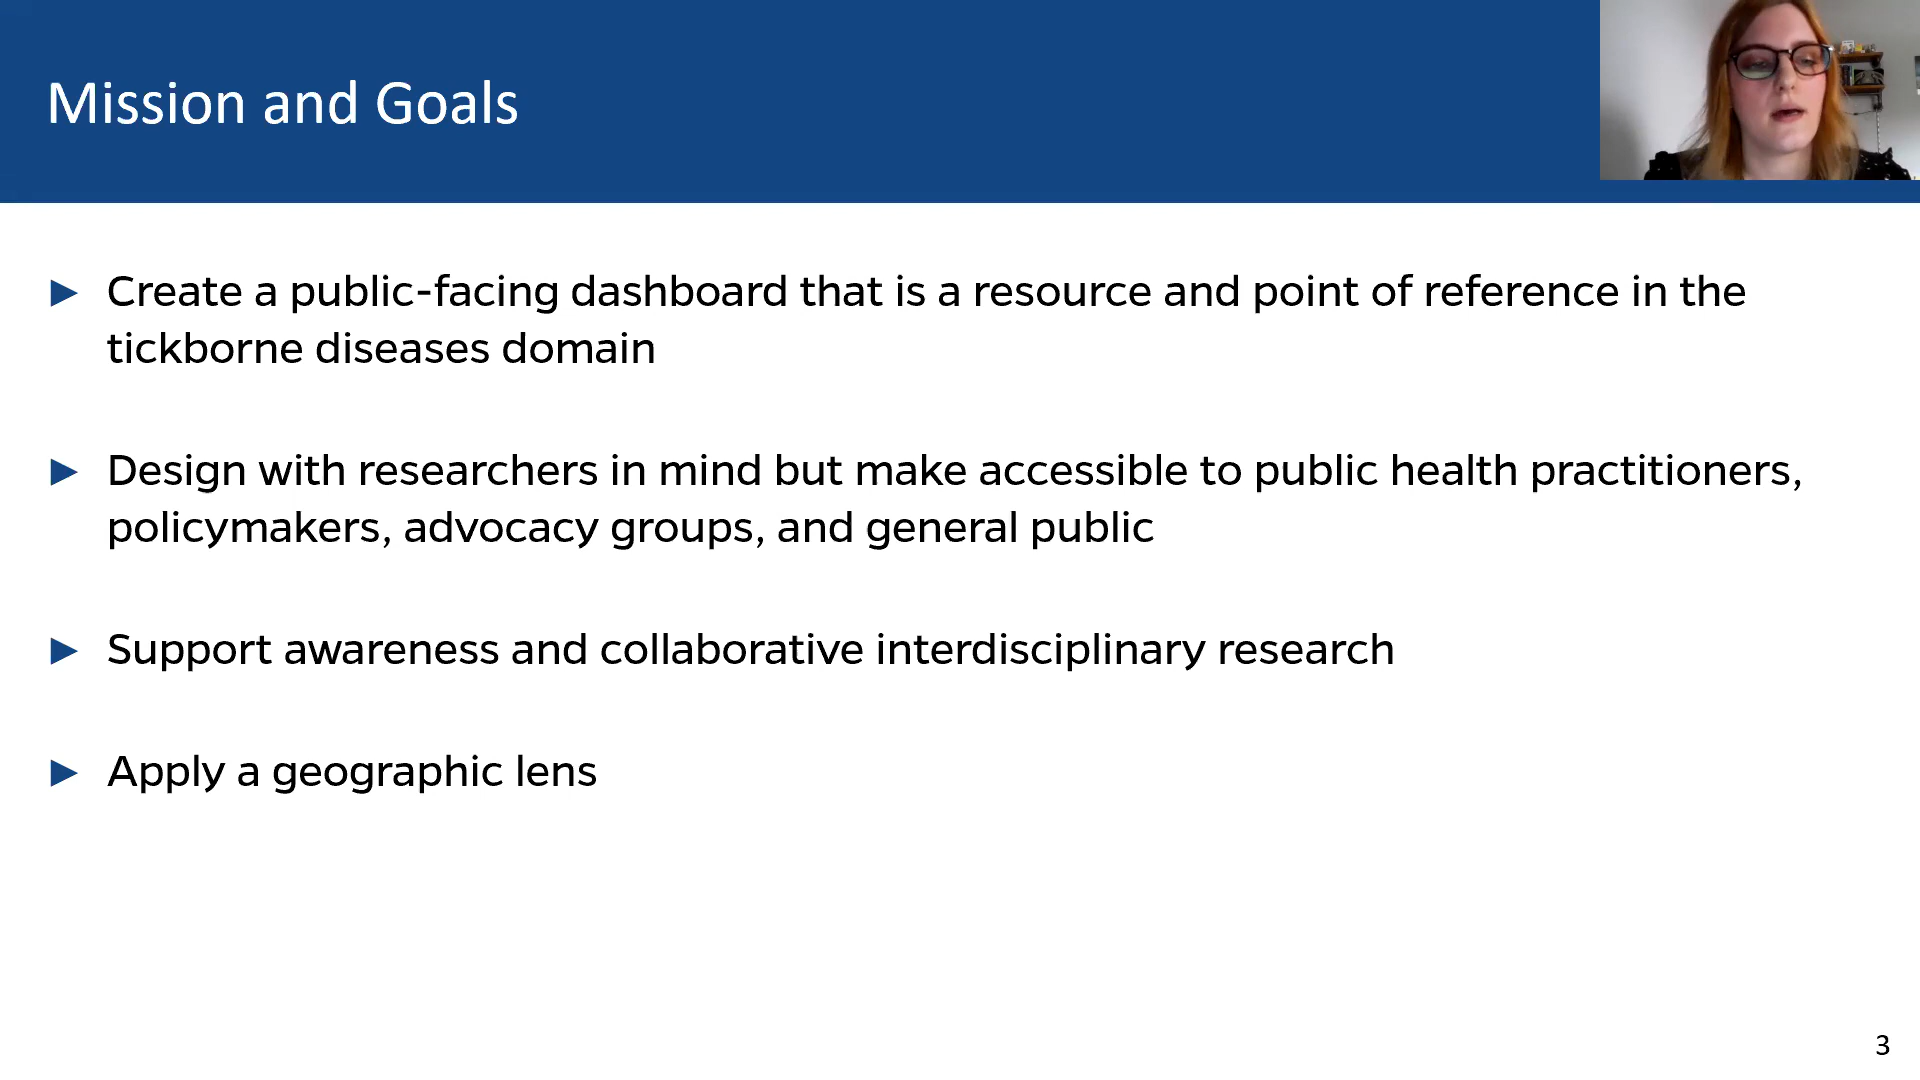 Mission and Goals
► Create a public-facing dashboard that is a resource and point of reference in the
tickborne diseases domain
► Design with researchers in mind but make accessible to public health practitioners,
policymakers, advocacy groups, and general public
► Support awareness and collaborative interdisciplinary research
► Apply a geographic lens
3